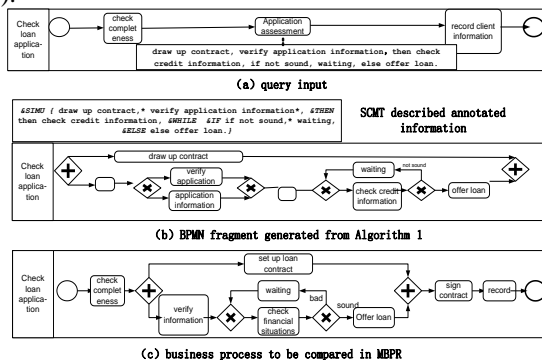 ).
Check
loan
applica-
tion
check
complet
eness
Application
assessment
record client
information
draw up contract, verify application information, then check
credit information, if not sound, waiting, else offer loan.
(a) query input
&SIMU { draw up contract,* verify application information*, &THEN
then check credit information, &WHILE &IF if not sound,* waiting,
&ELSE else offer loan.}
SCMT described annotated
information
Check
loan
applica-
tion
draw up contract
verify
application
application
information
waiting
not sound
check credit
information
offer loan
(b) BPMN fragment generated from Algorithm 1
Check
loan
applica-
tion
check
complet
eness
set up loan
contract
verify
information
waiting
bad
check
financial
situations
sound
Offer loan
sign
contract
record
(c) business process to be compared in MBPR